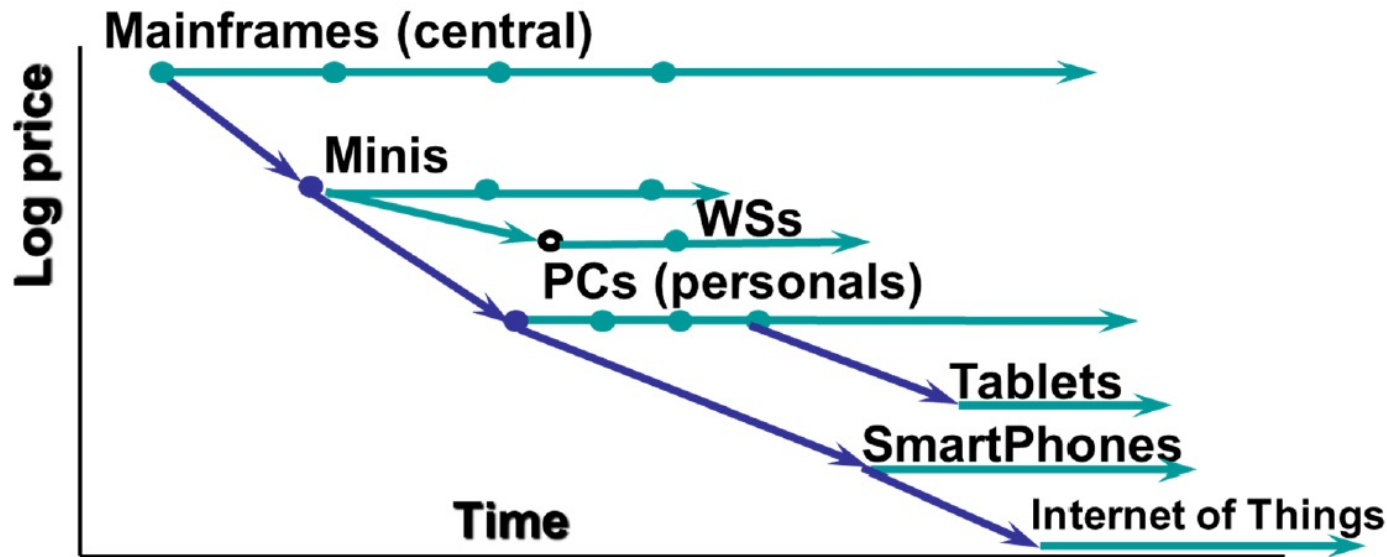 Mainframes (central)
Log price
Minis
WSs
PCs (personals)
Tablets
SmartPhones
Internet of Things
Time